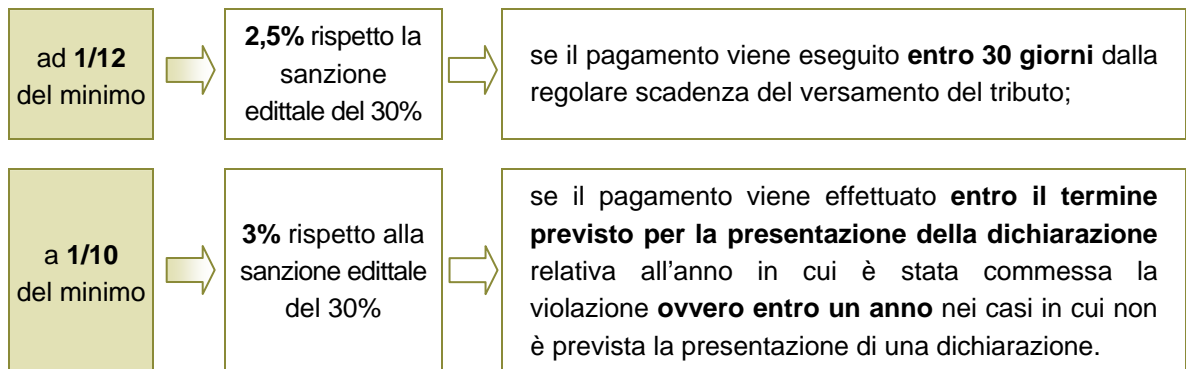 ad 1/12
del minimo
2,5% rispetto la
sanzione
edittale del 30%
se il pagamento viene eseguito entro 30 giorni dalla
regolare scadenza del versamento del tributo;
a 1/10
del minimo
3% rispetto alla
sanzione edittale
del 30%
se il pagamento viene effettuato entro il termine
previsto per la presentazione della dichiarazione
relativa all'anno in cui è stata commessa la
violazione ovvero entro un anno nei casi in cui non
è prevista la presentazione di una dichiarazione.